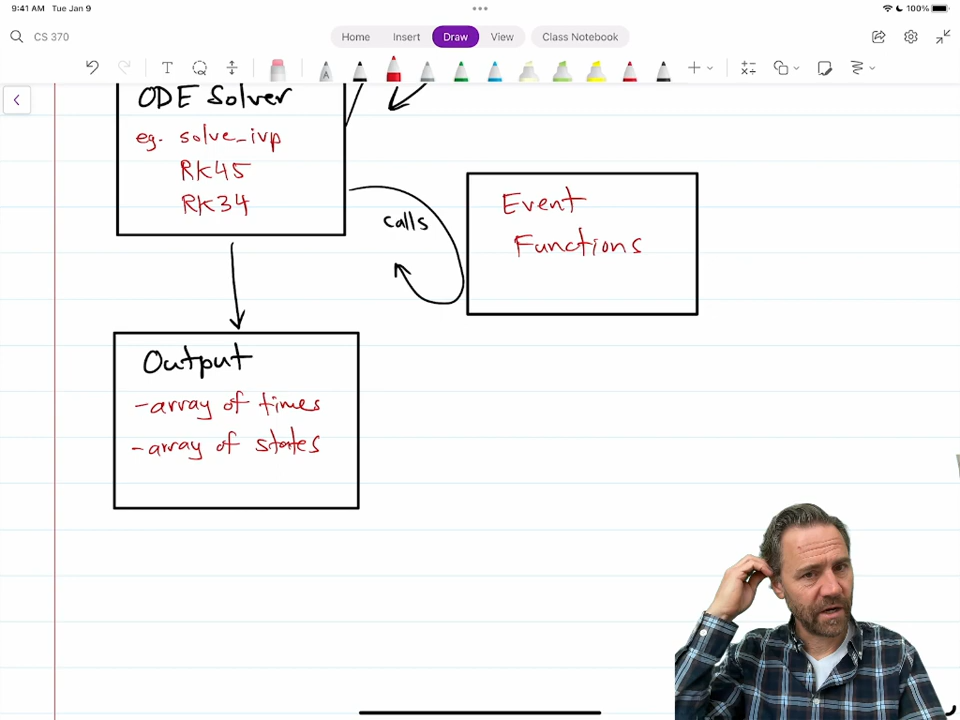 9:41 AM Tue Jan 9
100%
CS 370
Home
Insert
Draw
View
Class Notebook
ODE Solver
eg. solve_ivp
RK45
RK34
calls
Event
Functions
Output
-array of times
-array of states